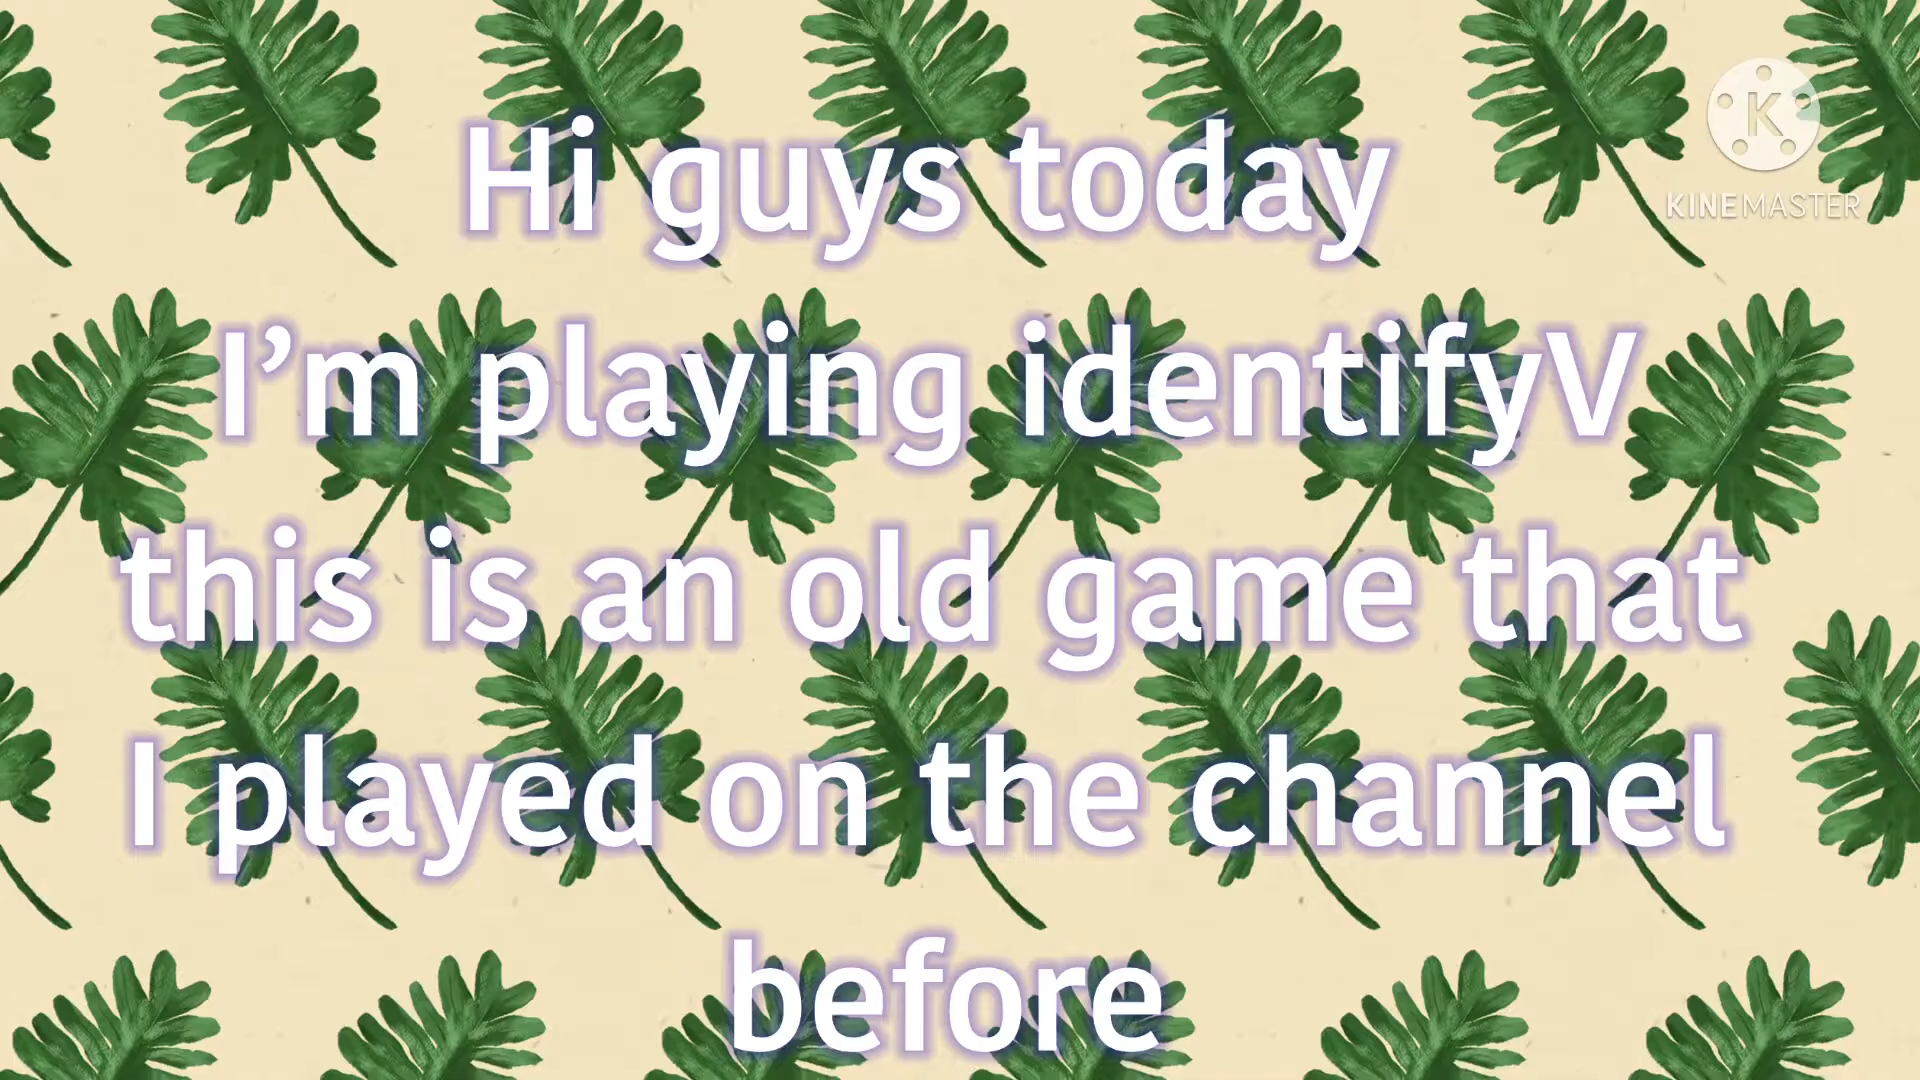 Hi guys today
I’m playing identifyV
this is an old game that
I played on the channel
before
K
KINEMASTER